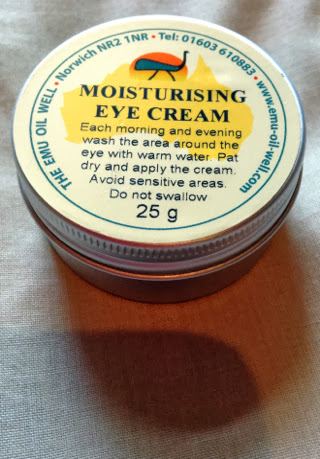 THE EMU OIL WELL • Norwich NR2 1NR • Tel: 01603 610883 • www.emu-oil-well.com
MOISTURISING
EYE CREAM
Each morning and evening
wash the area around the
eye with warm water. Pat
dry and apply the cream.
Avoid sensitive areas.
Do not swallow
25 g